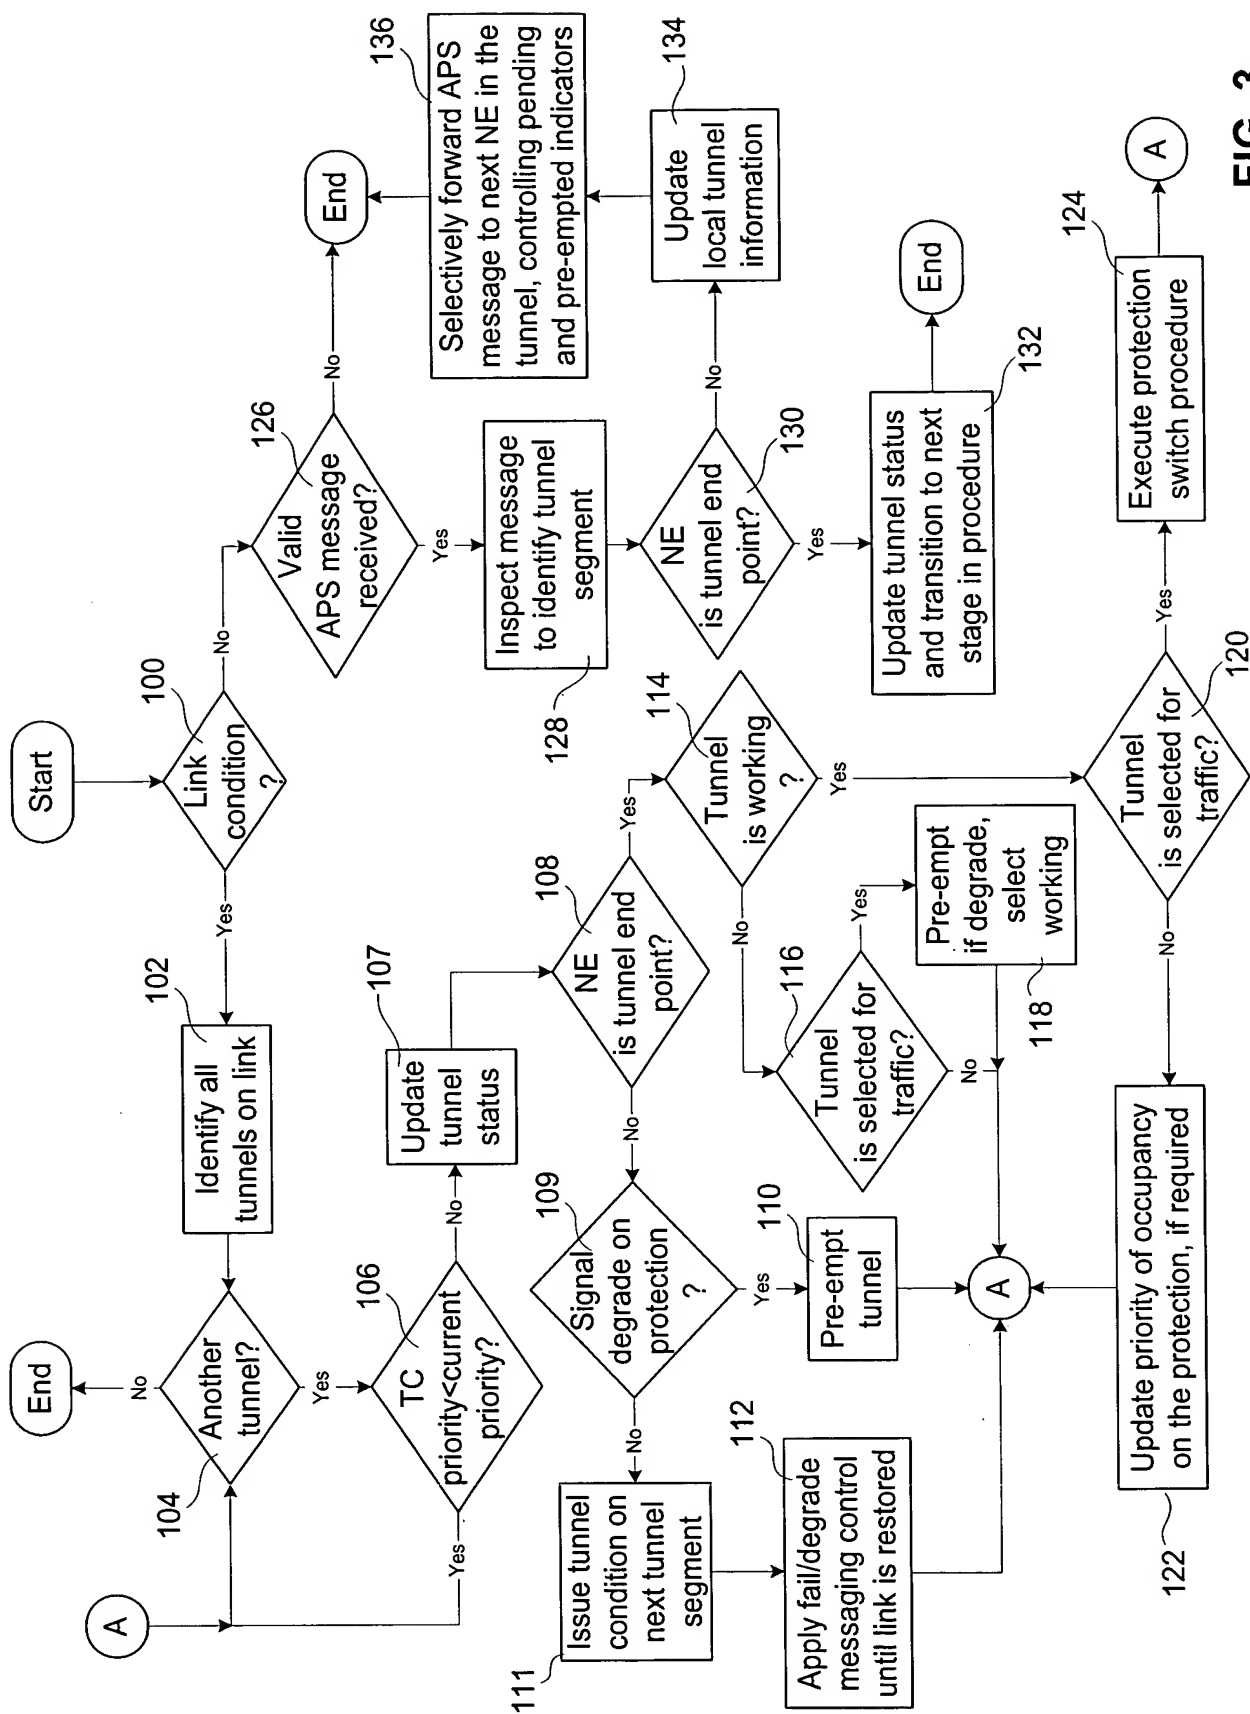 Start
Link
condition
?
100
No
Yes
Valid
APS message
received?
126
No
Yes
End
Inspect message
to identify tunnel
segment
128
NE
is tunnel end
point?
130
No
Yes
Update
local tunnel
information
134
Selectively forward APS
message to next NE in the
tunnel, controlling pending
and pre-empted indicators
136
Update tunnel status
and transition to next
stage in procedure
132
End
Identify all
tunnels on link
102
End
Another
tunnel?
104
No
Yes
A
TC
priority<current
priority?
106
No
Yes
Update
tunnel
status
107
NE
is tunnel end
point?
108
No
Yes
Signal
degrade on
protection
?
109
No
Yes
Pre-empt
tunnel
110
Issue tunnel
condition on
next tunnel
segment
111
Apply fail/degrade
messaging control
until link is restored
112
Tunnel
is working
?
114
No
Yes
Tunnel
is selected for
traffic?
116
Yes
No
Pre-empt
if degrade,
select
working
118
A
Tunnel
is selected for
traffic?
120
Yes
No
Update priority of occupancy
on the protection, if required
122
Execute protection
switch procedure
124
A